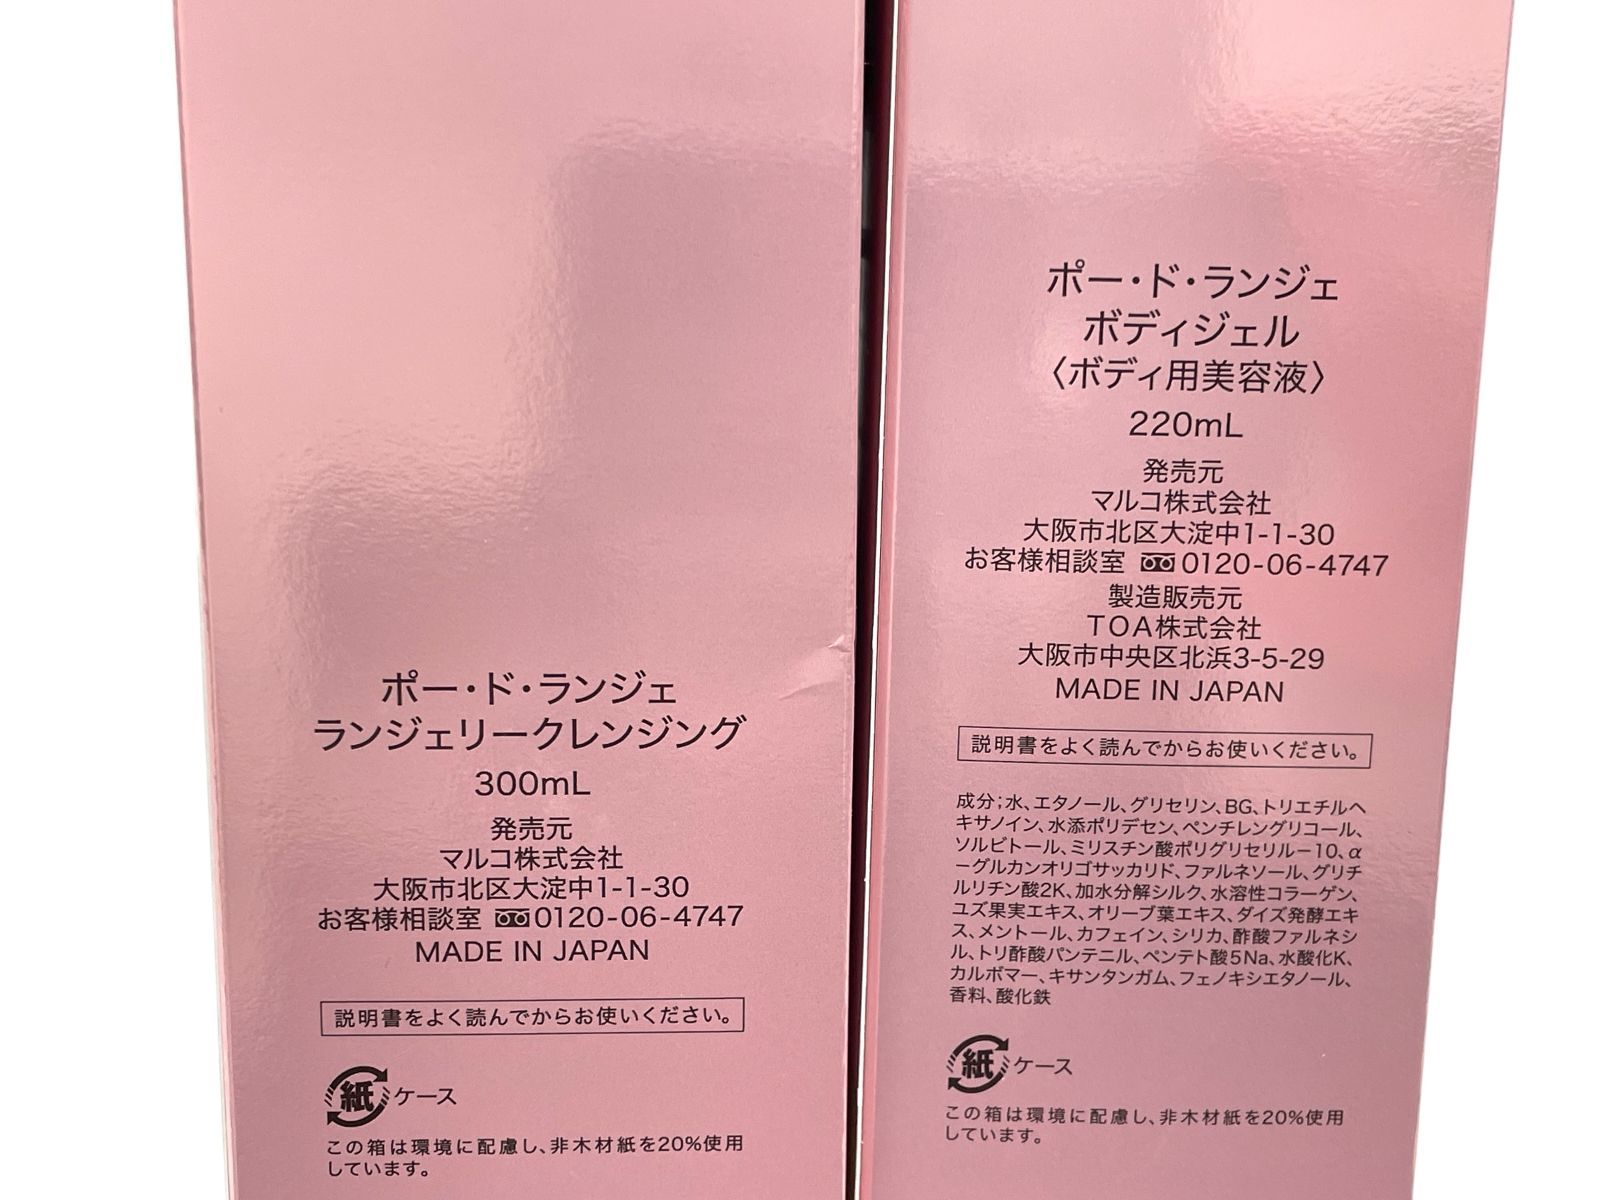 ポー・ド・ランジェ
ランジェリークレンジング
300mL
発売元
マルコ株式会社
大阪市北区大淀中1-1-30
お客様相談室 0120-06-4747
MADE IN JAPAN
説明書をよく読んでからお使いください。
紙 ケース
この箱は環境に配慮し、非木材紙を20%使用
しています。
ポー・ド・ランジェ
ボディジェル
〈ボディ用美容液〉
220mL
発売元
マルコ株式会社
大阪市北区大淀中1-1-30
お客様相談室 0120-06-4747
製造販売元
TOA株式会社
大阪市中央区北浜3-5-29
MADE IN JAPAN
説明書をよく読んでからお使いください。
成分；水、エタノール、グリセリン、BG、トリエチルヘ
キサノイン、水添ポリデセン、ペンチレングリコール、
ソルビトール、ミリスチン酸ポリグリセリル－10、α
－グルカンオリゴサッカリド、ファルネソール、グリチ
ルリチン酸2K、加水分解シルク、水溶性コラーゲン、
ユズ果実エキス、オリーブ葉エキス、ダイズ発酵エキ
ス、メントール、カフェイン、シリカ、酢酸ファルネシ
ル、トリ酢酸パンテニル、ペンテト酸5Na、水酸化K、
カルボマー、キサンタンガム、フェノキシエタノール、
香料、酸化鉄
紙 ケース
この箱は環境に配慮し、非木材紙を20%使用
しています。